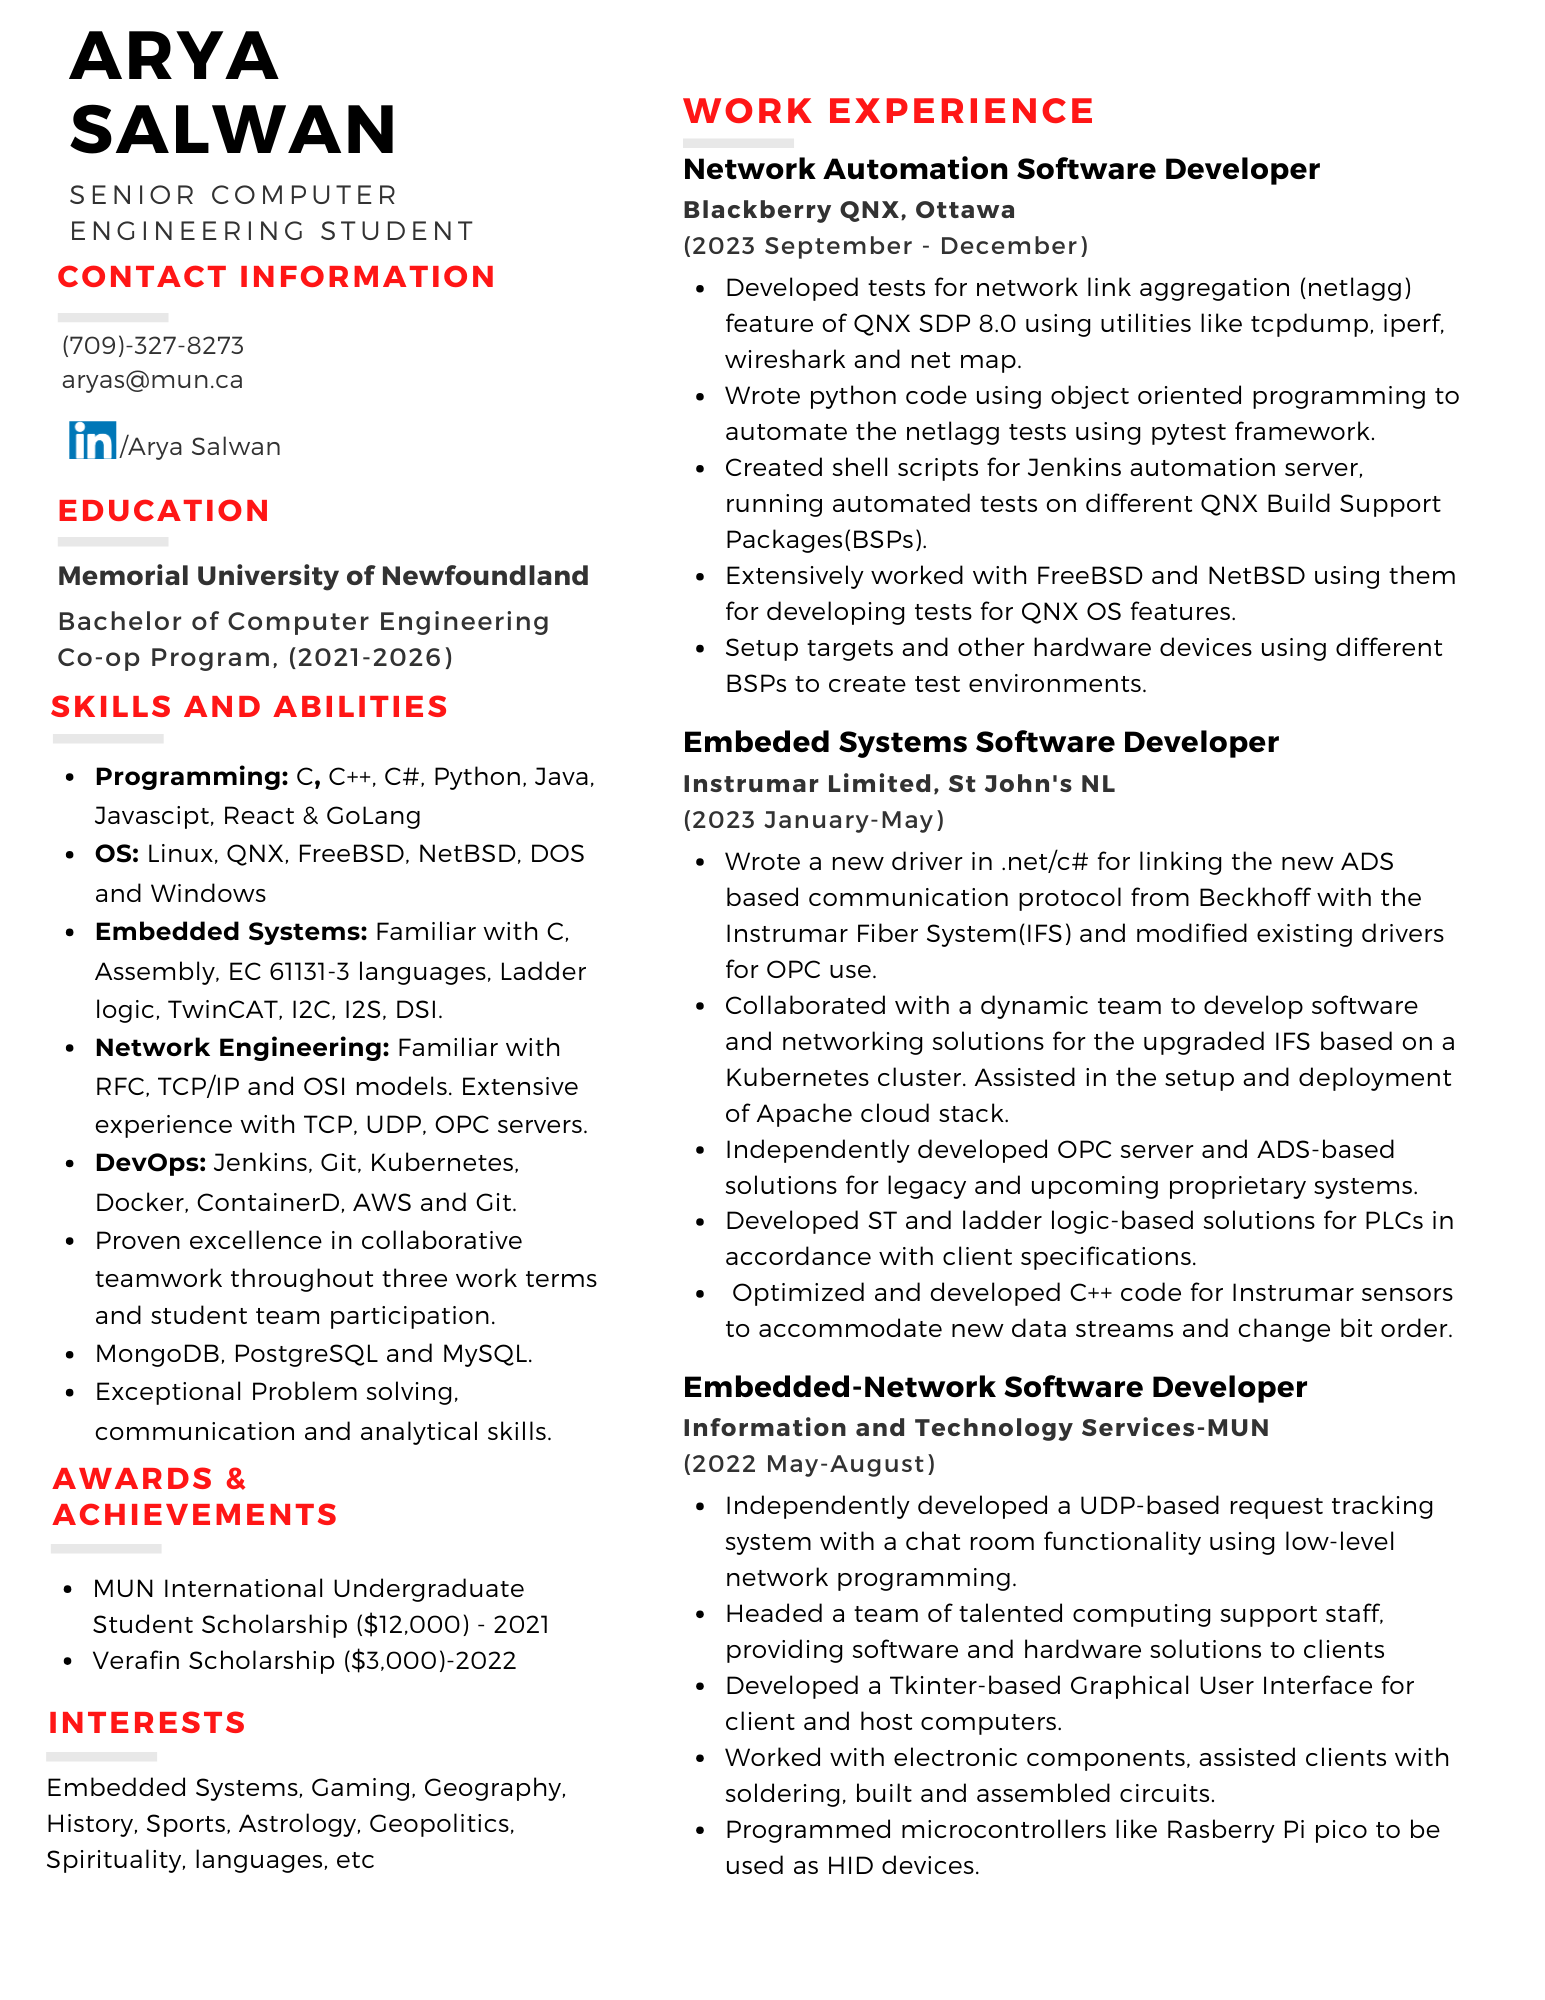 ARYA
SALWAN
SENIOR COMPUTER
ENGINEERING STUDENT
CONTACT INFORMATION
(709)-327-8273
aryas@mun.ca
in/Arya Salwan
EDUCATION
Memorial University of Newfoundland
Bachelor of Computer Engineering
Co-op Program, (2021-2026)
SKILLS AND ABILITIES
• Programming: C, C++, C#, Python, Java,
Javascipt, React & GoLang
• OS: Linux, QNX, FreeBSD, NetBSD, DOS
and Windows
• Embedded Systems: Familiar with C,
Assembly, EC 61131-3 languages, Ladder
logic, TwinCAT, I2C, I2S, DSI.
• Network Engineering: Familiar with
RFC, TCP/IP and OSI models. Extensive
experience with TCP, UDP, OPC servers.
• DevOps: Jenkins, Git, Kubernetes,
Docker, ContainerD, AWS and Git.
• Proven excellence in collaborative
teamwork throughout three work terms
and student team participation.
• MongoDB, PostgreSQL and MySQL.
• Exceptional Problem solving,
communication and analytical skills.
AWARDS &
ACHIEVEMENTS
• MUN International Undergraduate
Student Scholarship ($12,000) - 2021
• Verafin Scholarship ($3,000)-2022
INTERESTS
Embedded Systems, Gaming, Geography,
History, Sports, Astrology, Geopolitics,
Spirituality, languages, etc
WORK EXPERIENCE
Network Automation Software Developer
Blackberry QNX, Ottawa
(2023 September - December)
• Developed tests for network link aggregation (netlagg)
feature of QNX SDP 8.0 using utilities like tcpdump, iperf,
wireshark and net map.
• Wrote python code using object oriented programming to
automate the netlagg tests using pytest framework.
• Created shell scripts for Jenkins automation server,
running automated tests on different QNX Build Support
Packages(BSPs).
• Extensively worked with FreeBSD and NetBSD using them
for developing tests for QNX OS features.
• Setup targets and other hardware devices using different
BSPs to create test environments.
Embeded Systems Software Developer
Instrumar Limited, St John's NL
(2023 January-May)
• Wrote a new driver in .net/c# for linking the new ADS
based communication protocol from Beckhoff with the
Instrumar Fiber System(IFS) and modified existing drivers
for OPC use.
• Collaborated with a dynamic team to develop software
and networking solutions for the upgraded IFS based on a
Kubernetes cluster. Assisted in the setup and deployment
of Apache cloud stack.
• Independently developed OPC server and ADS-based
solutions for legacy and upcoming proprietary systems.
• Developed ST and ladder logic-based solutions for PLCs in
accordance with client specifications.
• Optimized and developed C++ code for Instrumar sensors
to accommodate new data streams and change bit order.
Embedded-Network Software Developer
Information and Technology Services-MUN
(2022 May-August)
• Independently developed a UDP-based request tracking
system with a chat room functionality using low-level
network programming.
• Headed a team of talented computing support staff,
providing software and hardware solutions to clients
• Developed a Tkinter-based Graphical User Interface for
client and host computers.
• Worked with electronic components, assisted clients with
soldering, built and assembled circuits.
• Programmed microcontrollers like Rasberry Pi pico to be
used as HID devices.